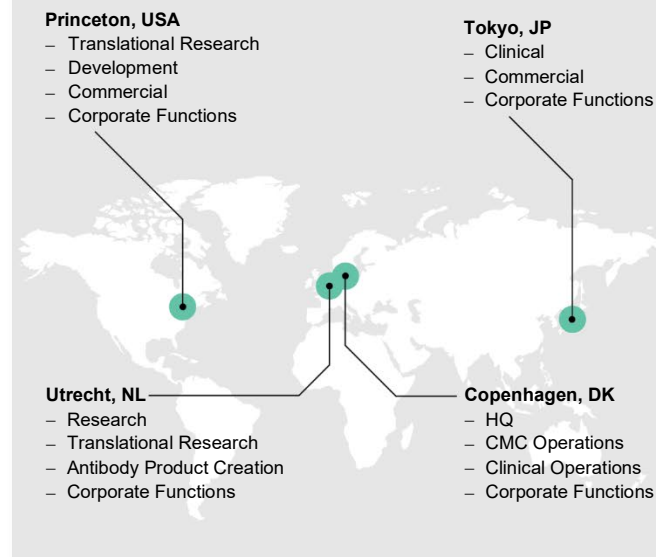 Princeton, USA
– Translational Research
– Development
– Commercial
– Corporate Functions
Tokyo, JP
– Clinical
– Commercial
– Corporate Functions
Utrecht, NL
– Research
– Translational Research
– Antibody Product Creation
– Corporate Functions
Copenhagen, DK
– HQ
– CMC Operations
– Clinical Operations
– Corporate Functions